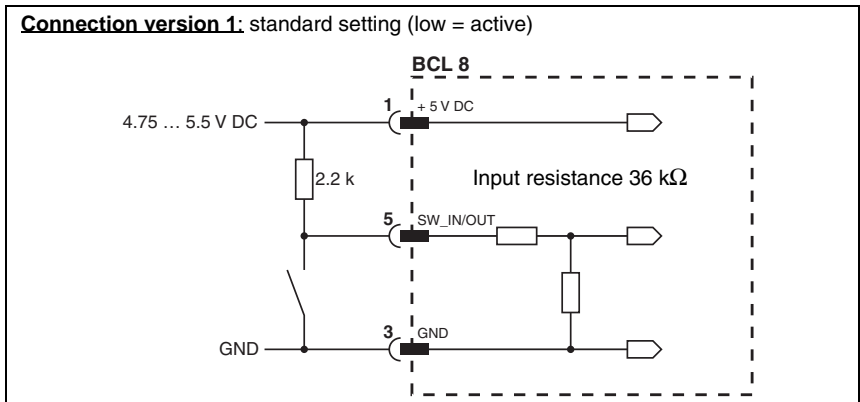 Connection version 1: standard setting (low = active)
BCL 8
4.75 … 5.5 V DC
1
+ 5 V DC
2.2 k
Input resistance 36 kΩ
5
SW_IN/OUT
GND
3
GND